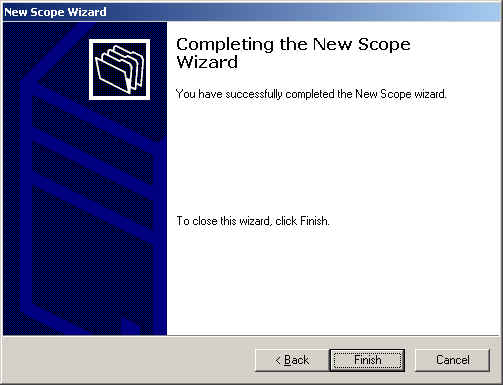 New Scope Wizard
Completing the New Scope
Wizard
You have successfully completed the New Scope wizard.
To close this wizard, click Finish.
< Back
Finish
Cancel